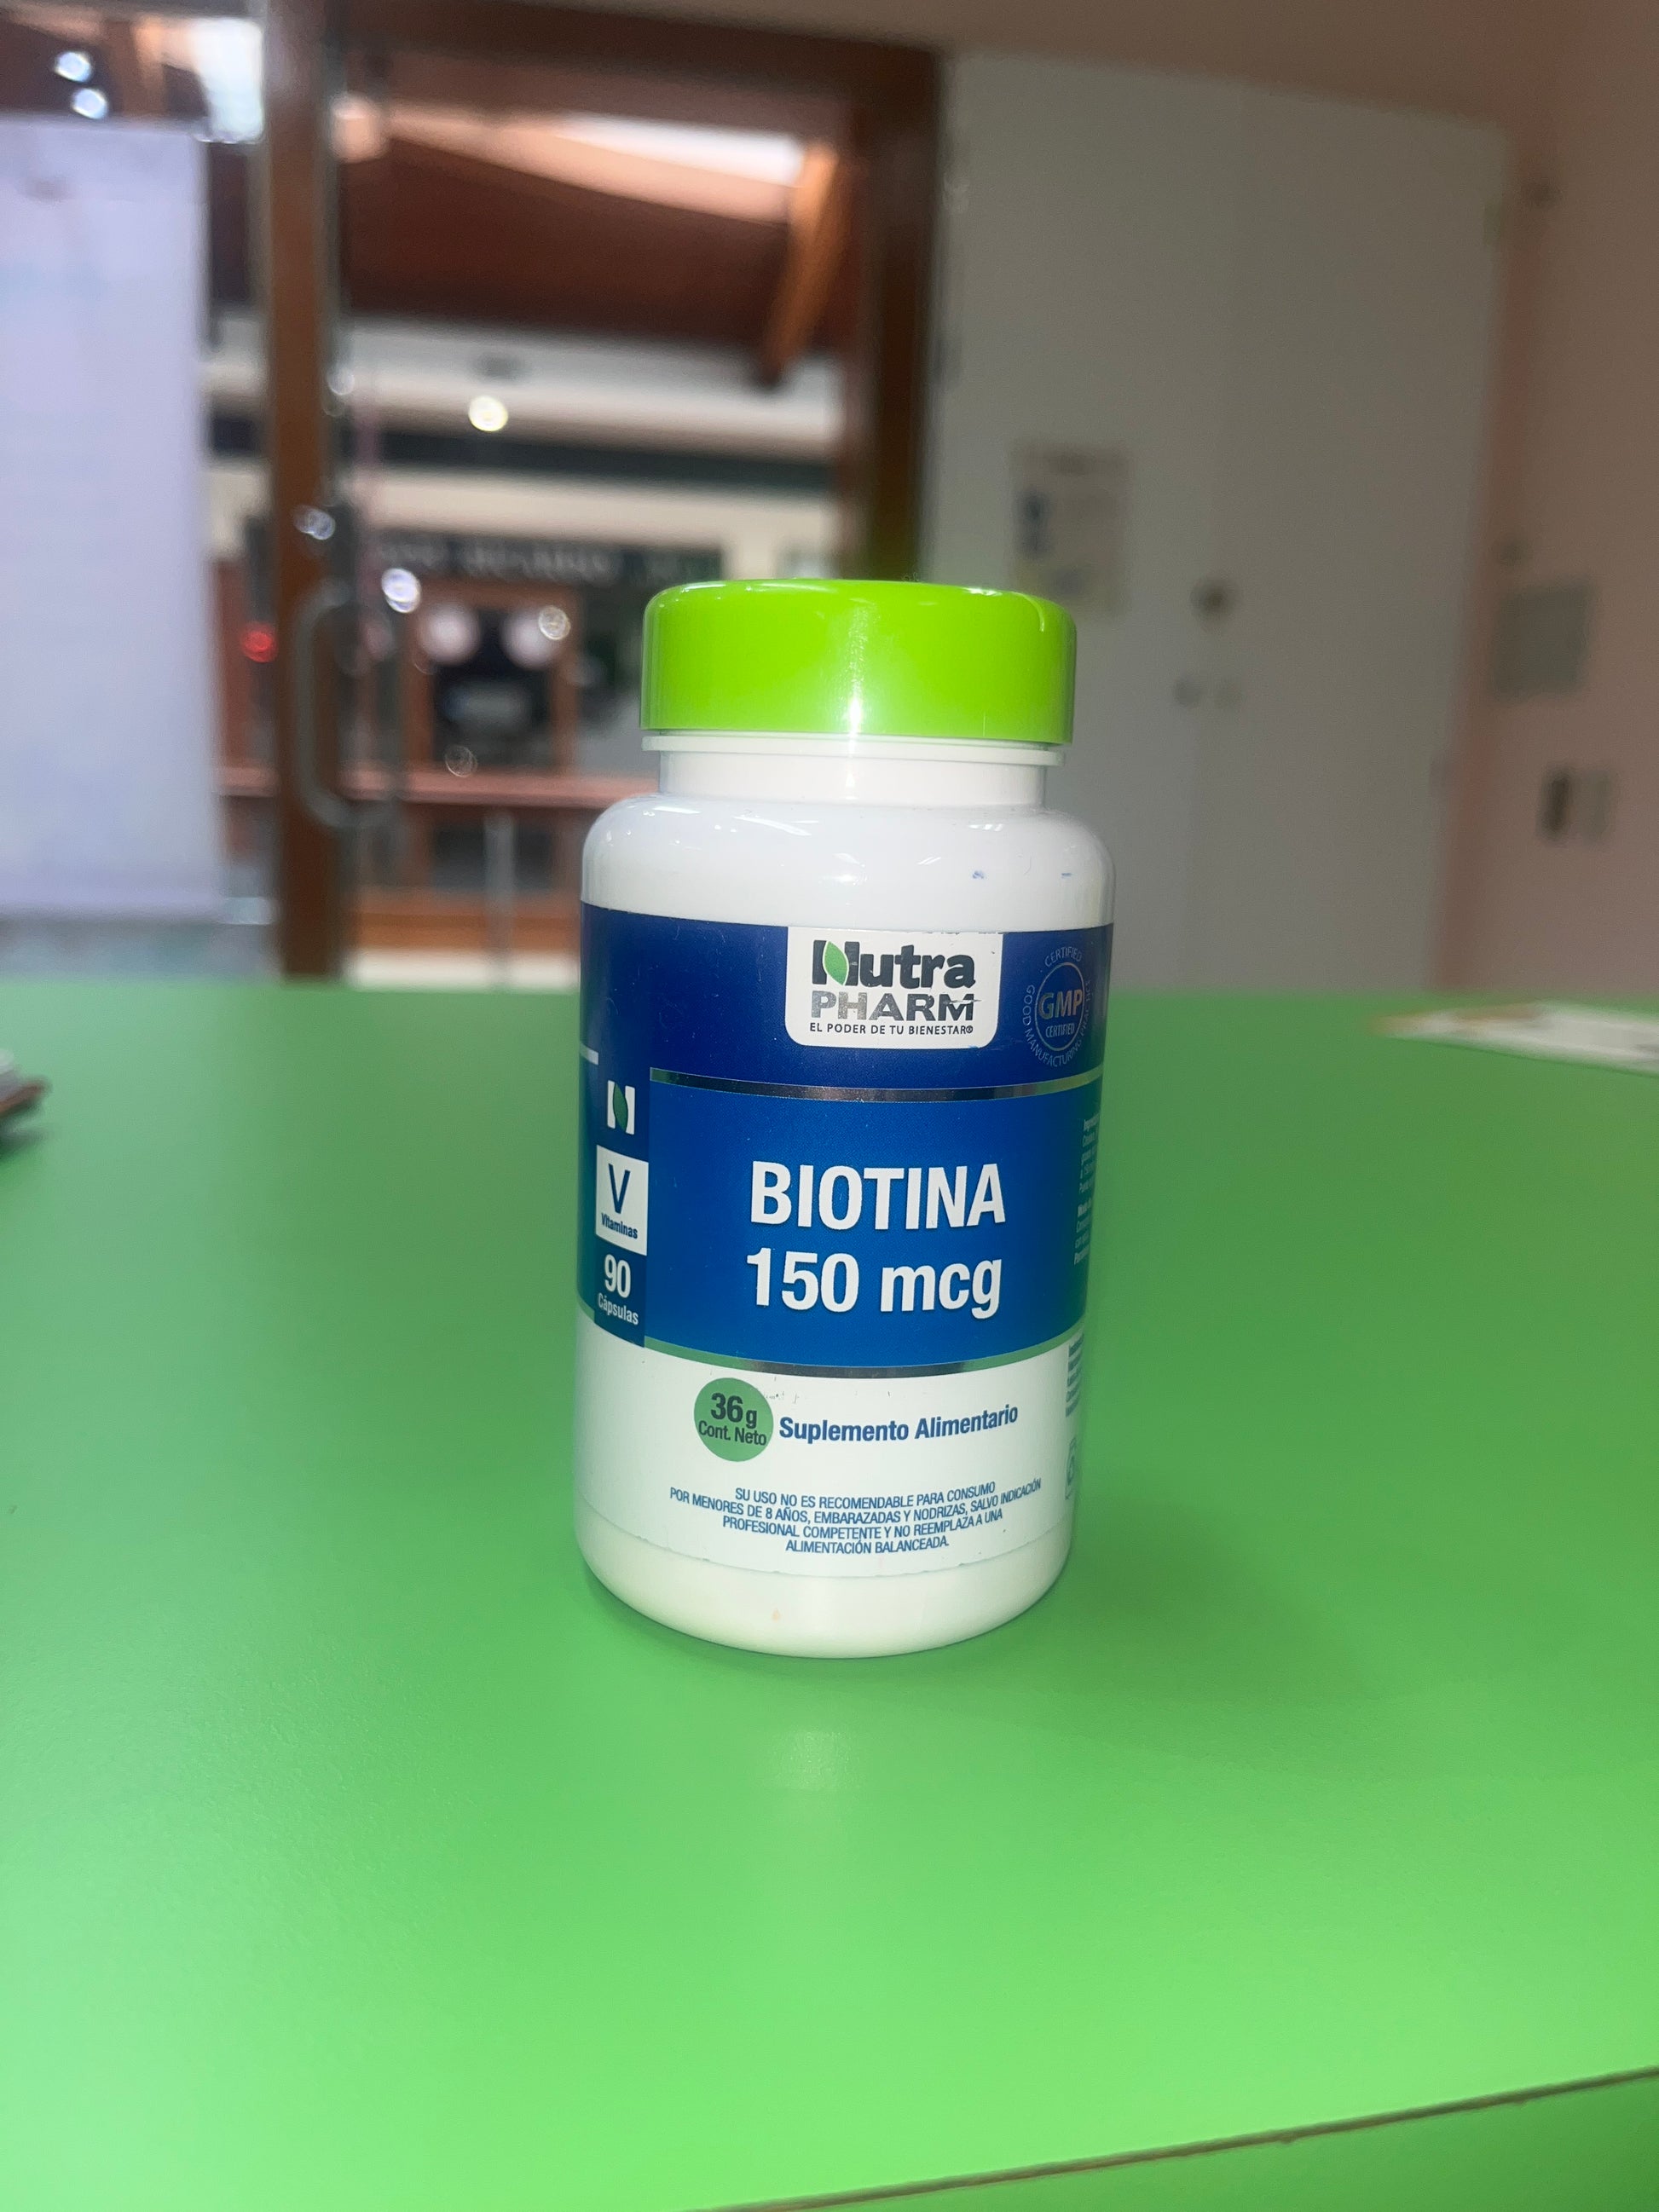 Nutra
PHARM
EL PODER DE TU BIENESTAR®
CERTIFIED
GOOD MANUFACTURING PRACTICE
GMP
CERTIFIED
N
V
Vitaminas
90
Cápsulas
BIOTINA
150 mcg
36g
Cont. Neto
Suplemento Alimentario
SU USO NO ES RECOMENDABLE PARA CONSUMO
POR MENORES DE 8 AÑOS, EMBARAZADAS Y NODRIZAS, SALVO INDICACIÓN
PROFESIONAL COMPETENTE Y NO REEMPLAZA A UNA
ALIMENTACIÓN BALANCEADA.